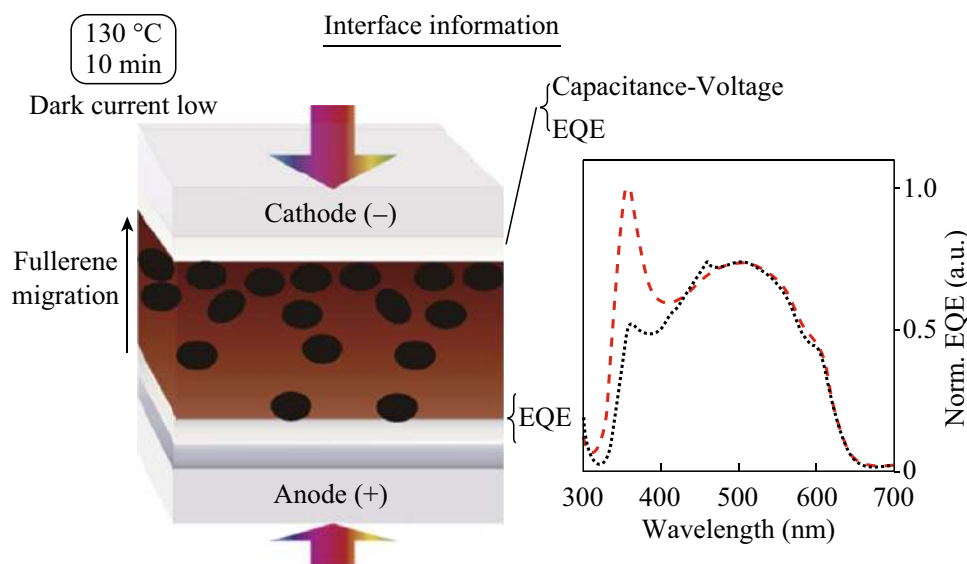 Interface information
130 °C
10 min
Dark current low
Capacitance-Voltage
EQE
Cathode (–)
Fullerene
migration
EQE
Anode (+)
1.0
0.5
0
Norm. EQE (a.u.)
300 400 500 600 700
Wavelength (nm)